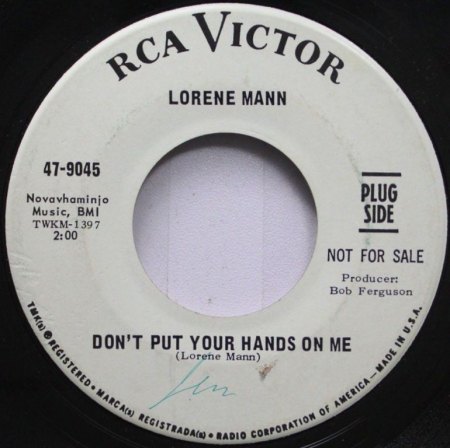 RCA VICTOR
LORENE MANN
47-9045
Novavhaminjo
Music, BMI
TWKM-1397
2:00
PLUG
SIDE
NOT FOR SALE
Producer:
Bob Ferguson
DON'T PUT YOUR HANDS ON ME
(Lorene Mann)
TMK(s) ® REGISTERED • MARCA(s) REGISTRADA(s) • RADIO CORPORATION OF AMERICA—MADE IN U.S.A.